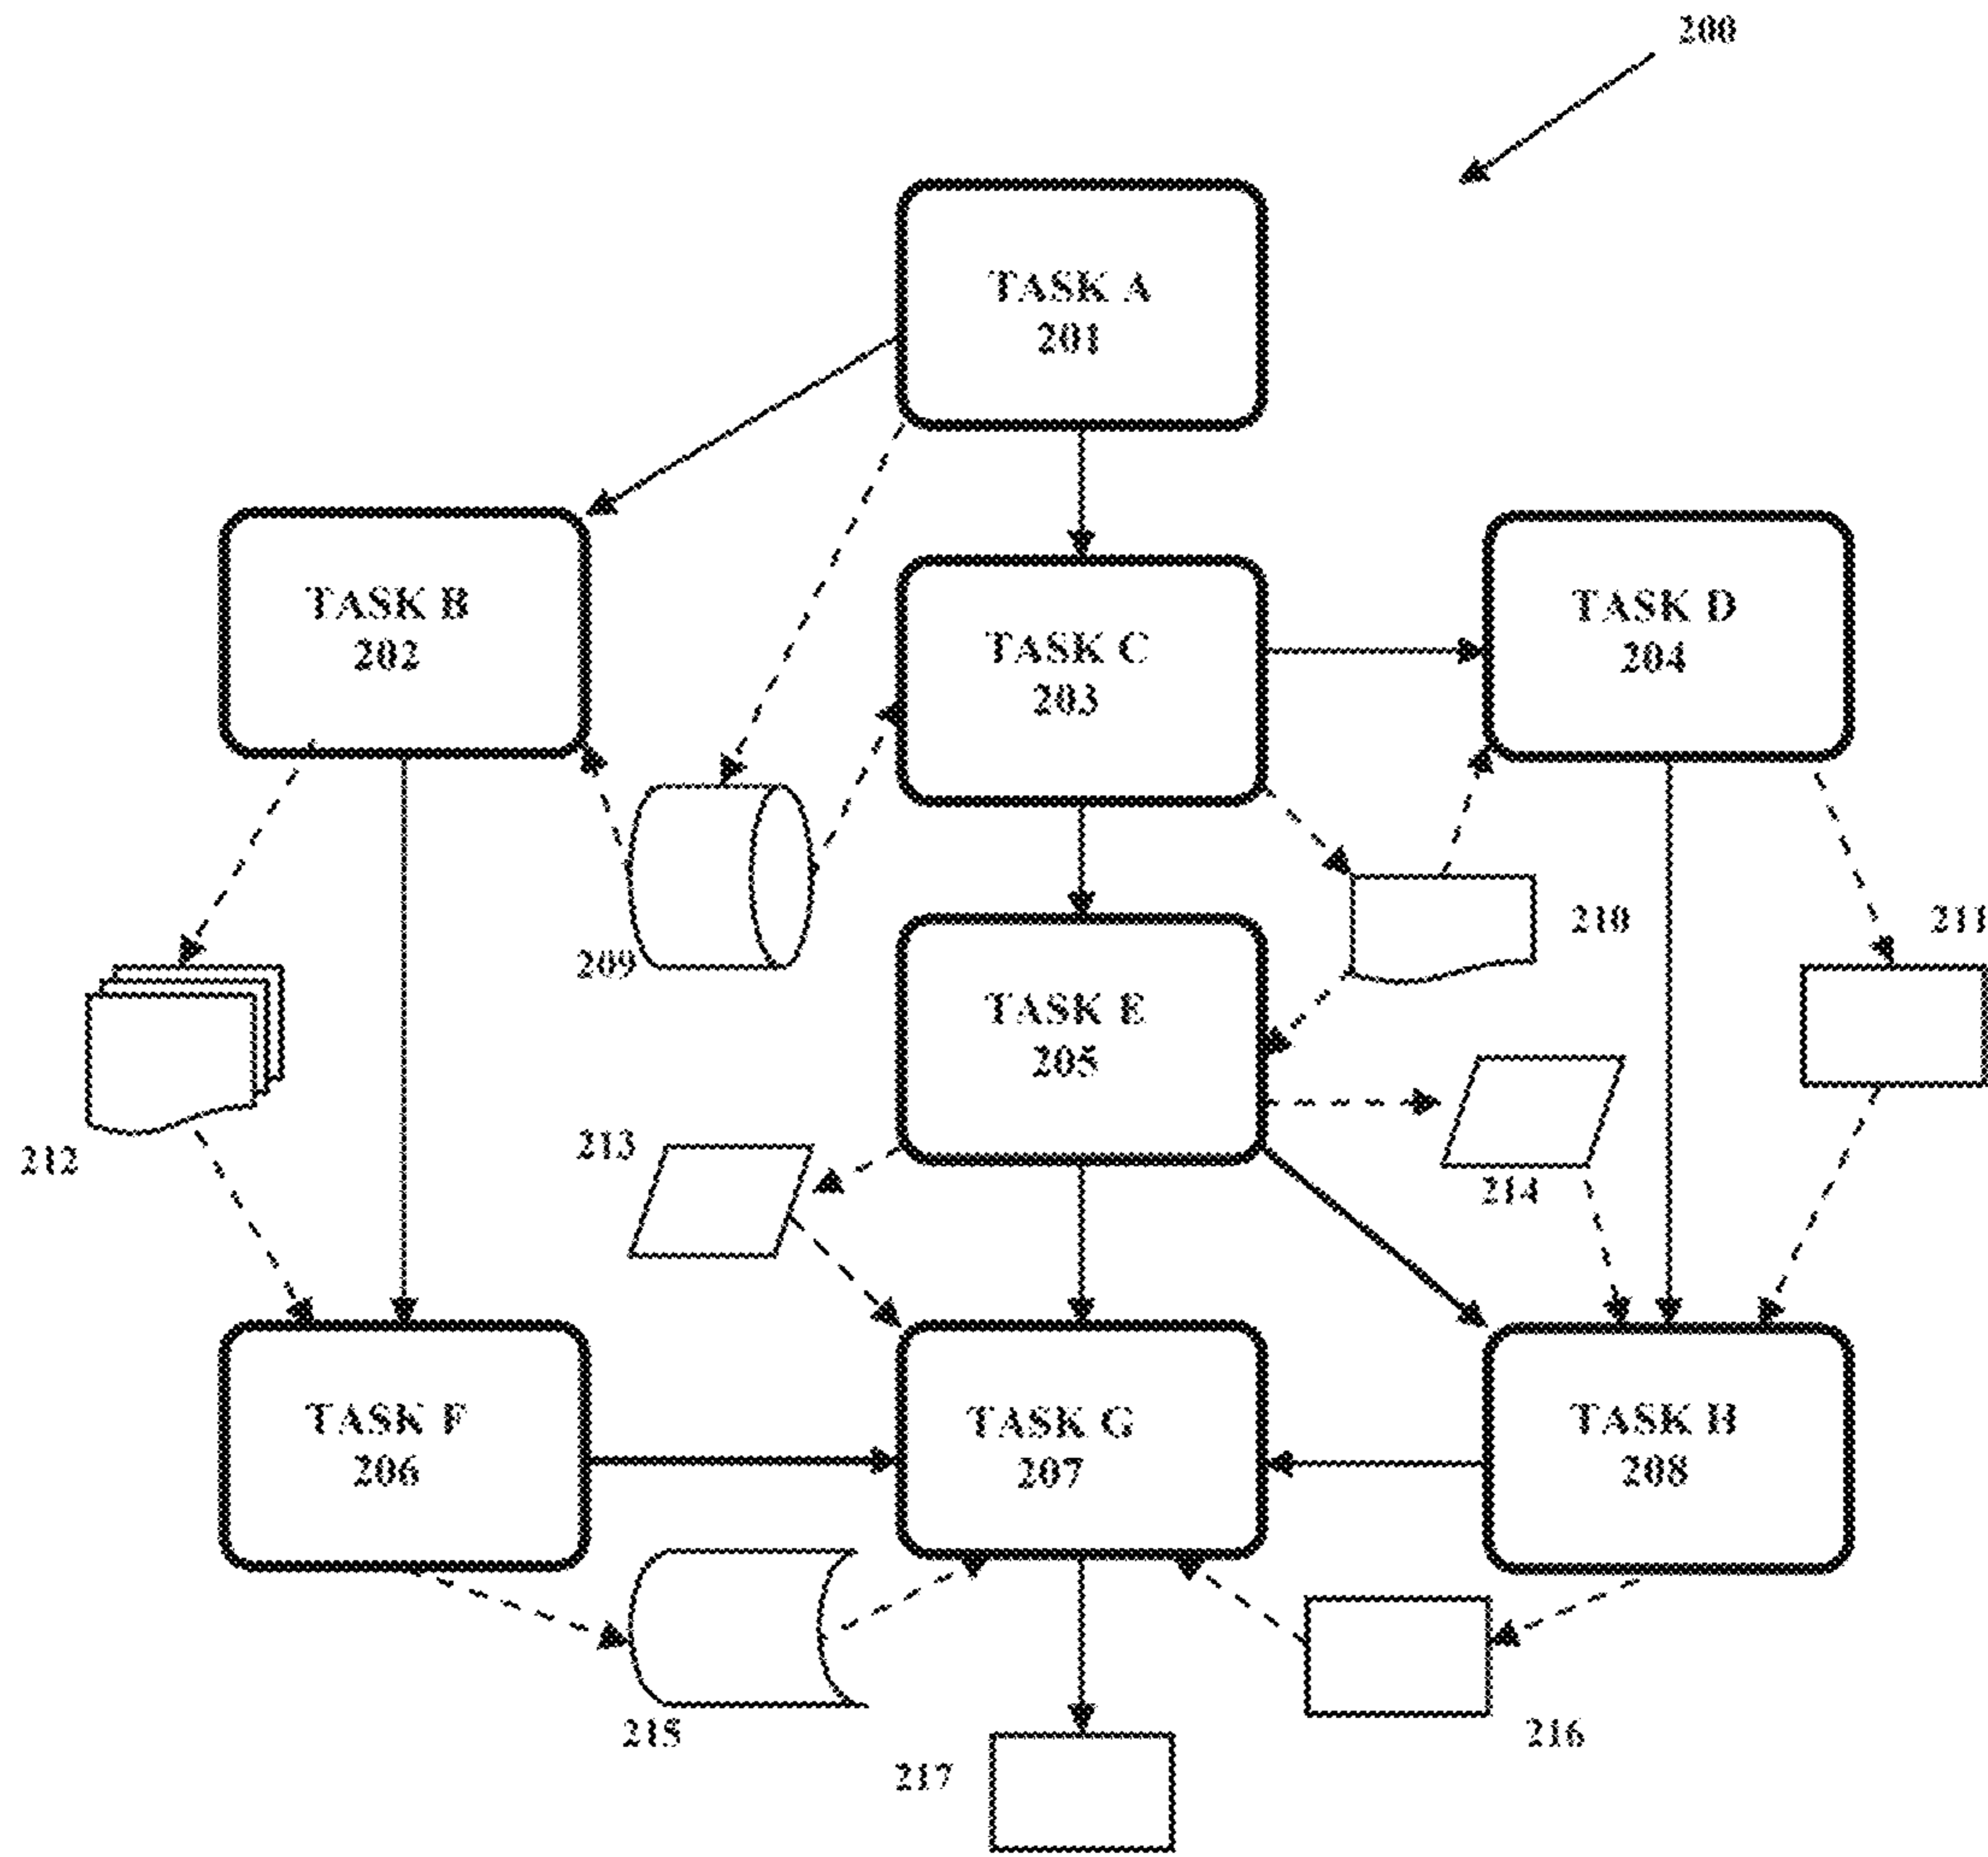 200
TASK A
201
TASK B
202
TASK C
203
TASK D
204
209
210
211
TASK E
205
212
213
214
TASK F
206
TASK G
207
TASK H
208
215
216
217